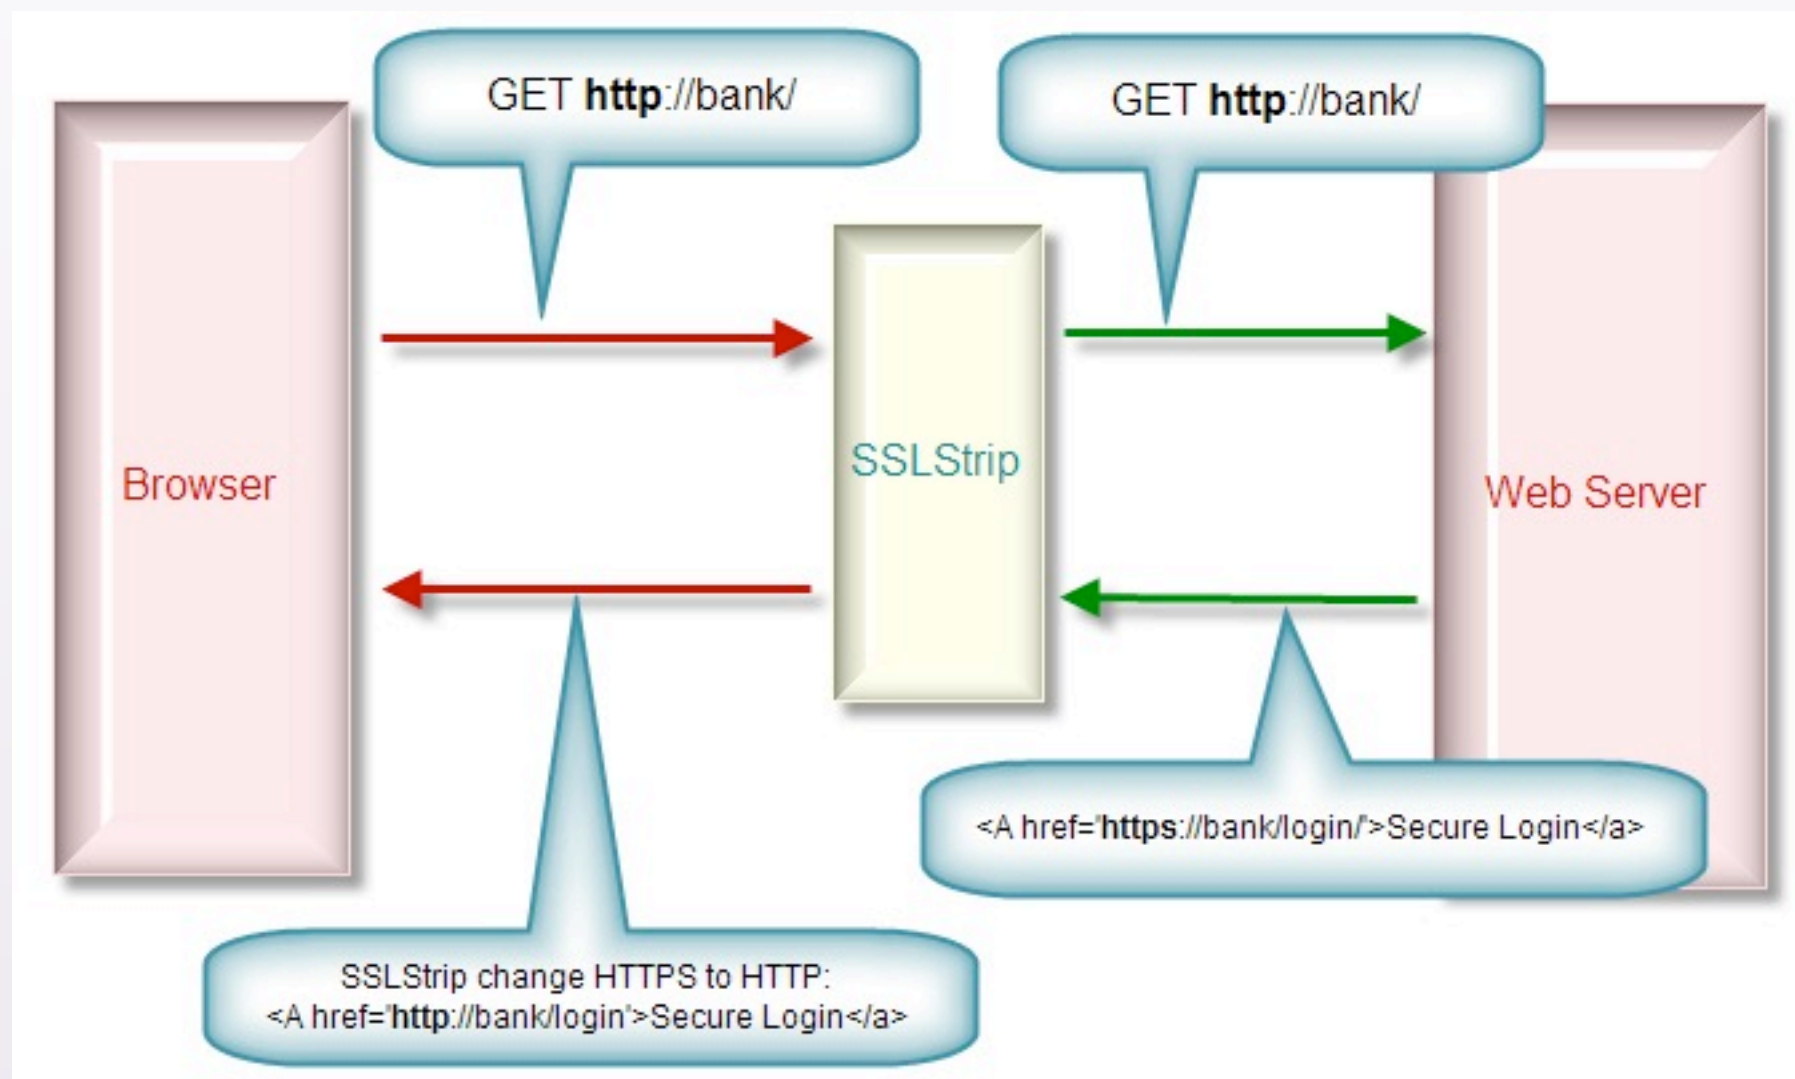 GET http://bank/
GET http://bank/
Browser
SSLStrip
Web Server
<A href='https://bank/login/'>Secure Login</a>
SSLStrip change HTTPS to HTTP:
<A href='http://bank/login'>Secure Login</a>